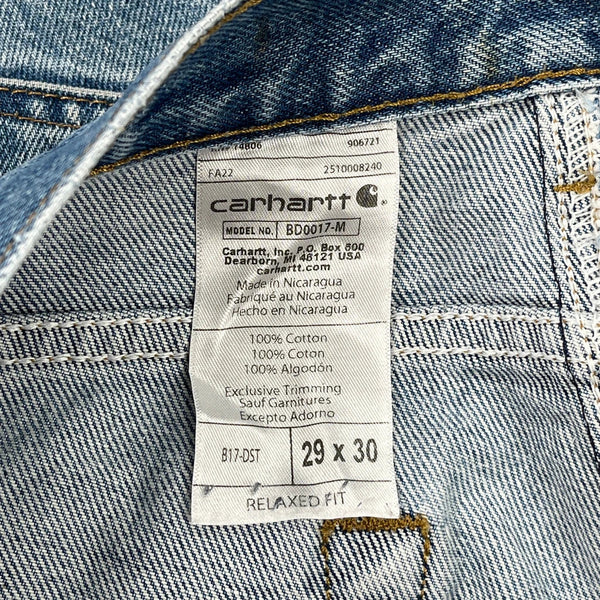 74806 906721
FA22 2510008240
carhartt
MODEL NO. BD0017-M
Carhartt, Inc. P.O. Box 600
Dearborn, MI 48121 USA
carhartt.com
Made in Nicaragua
Fabriqué au Nicaragua
Hecho en Nicaragua
100% Cotton
100% Coton
100% Algodón
Exclusive Trimming
Sauf Garnitures
Excepto Adorno
B17-DST 29 x 30
RELAXED FIT